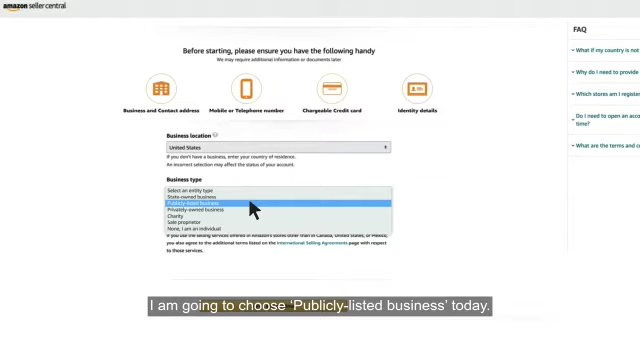 amazon seller central
Before starting, please ensure you have the following handy
We may require additional information or documents later
Business and Contact address
Mobile or Telephone number
Chargeable Credit card
Identity details
Business location
United States
If you don't have a business, enter your country of residence.
An incorrect selection may affect the status of your account.
Business type
Select an entity type
State-owned business
Publicly-listed business
Privately-owned business
Charity
Sole proprietor
None, I am an individual
If you use the selling services offered in Amazon's stores other than in Canada, United States, or Mexico,
you also agree to the additional terms listed on the International Selling Agreements page with respect
to those services.
FAQ
What if my country is not
Why do I need to provide
Which stores am I register
Do I need to open an acco
time?
What are the terms and c
I am going to choose 'Publicly-listed business' today.